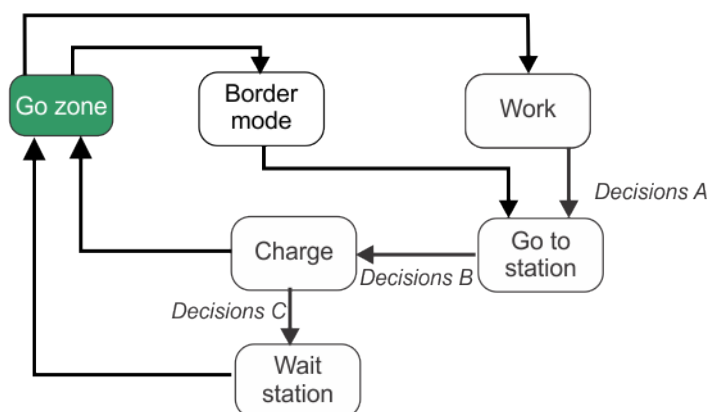 Go zone
Border
mode
Work
Decisions A
Go to
station
Charge
Decisions B
Decisions C
Wait
station